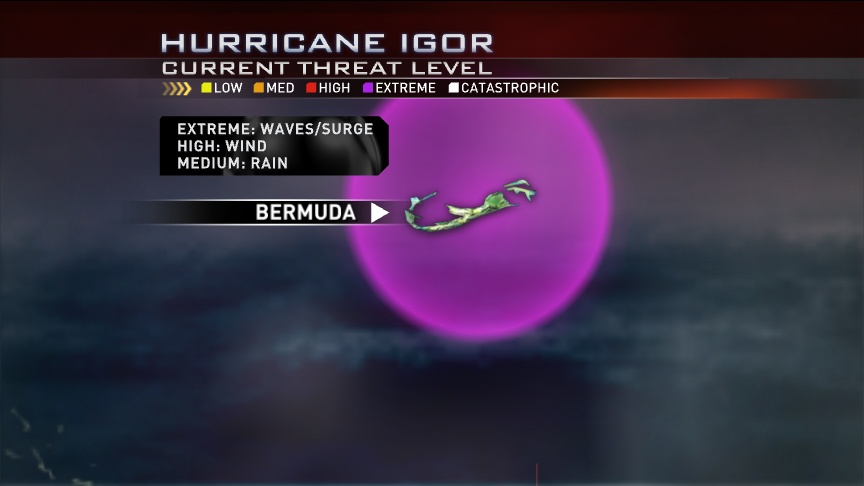 HURRICANE IGOR
CURRENT THREAT LEVEL
LOW MED HIGH EXTREME CATASTROPHIC
EXTREME: WAVES/SURGE
HIGH: WIND
MEDIUM: RAIN
BERMUDA